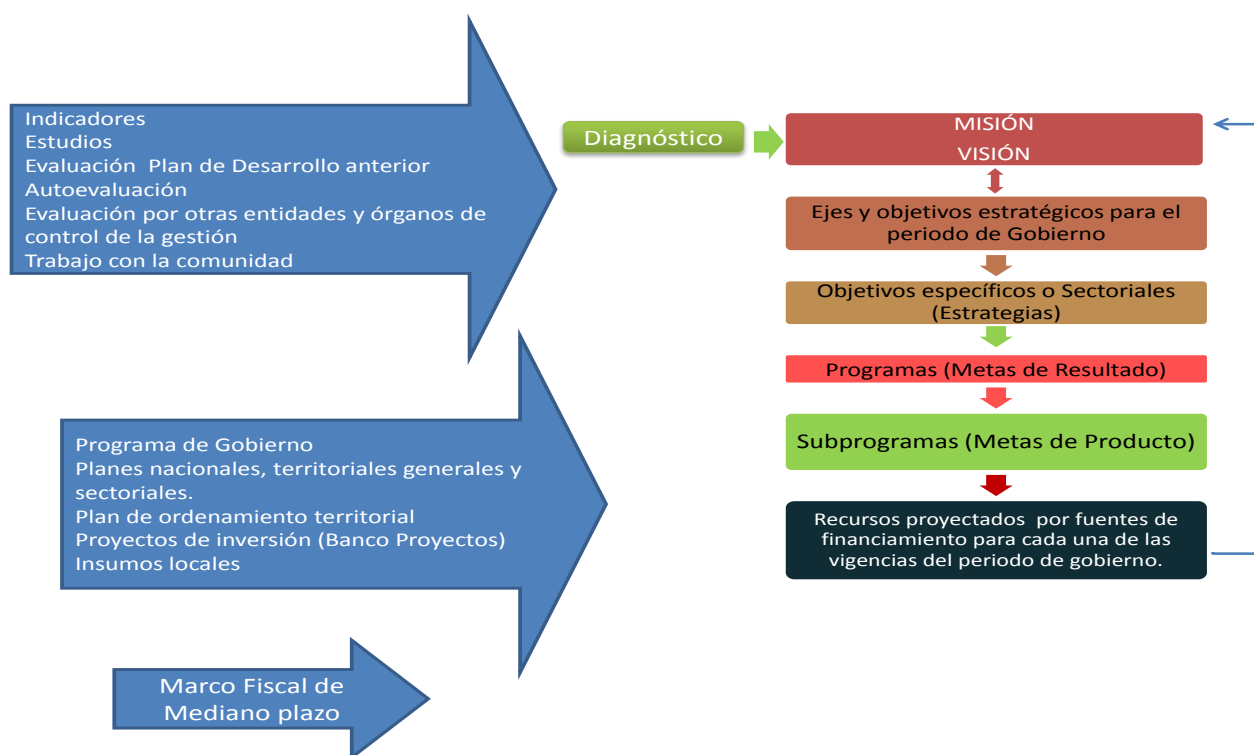 Indicadores
Estudios
Evaluación  Plan de Desarrollo anterior
Autoevaluación
Evaluación por otras entidades y órganos de
control de la gestión
Trabajo con la comunidad
Programa de Gobierno
Planes nacionales, territoriales generales y
sectoriales.
Plan de ordenamiento territorial
Proyectos de inversión (Banco Proyectos)
Insumos locales
Marco Fiscal de
Mediano plazo
Diagnóstico
MISIÓN
VISIÓN
Ejes y objetivos estratégicos para el
periodo de Gobierno
Objetivos específicos o Sectoriales
(Estrategias)
Programas (Metas de Resultado)
Subprogramas (Metas de Producto)
Recursos proyectados  por fuentes de
financiamiento para cada una de las
vigencias del periodo de gobierno.